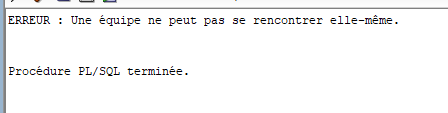 ERREUR : Une équipe ne peut pas se rencontrer elle-même.
Procédure PL/SQL terminée.